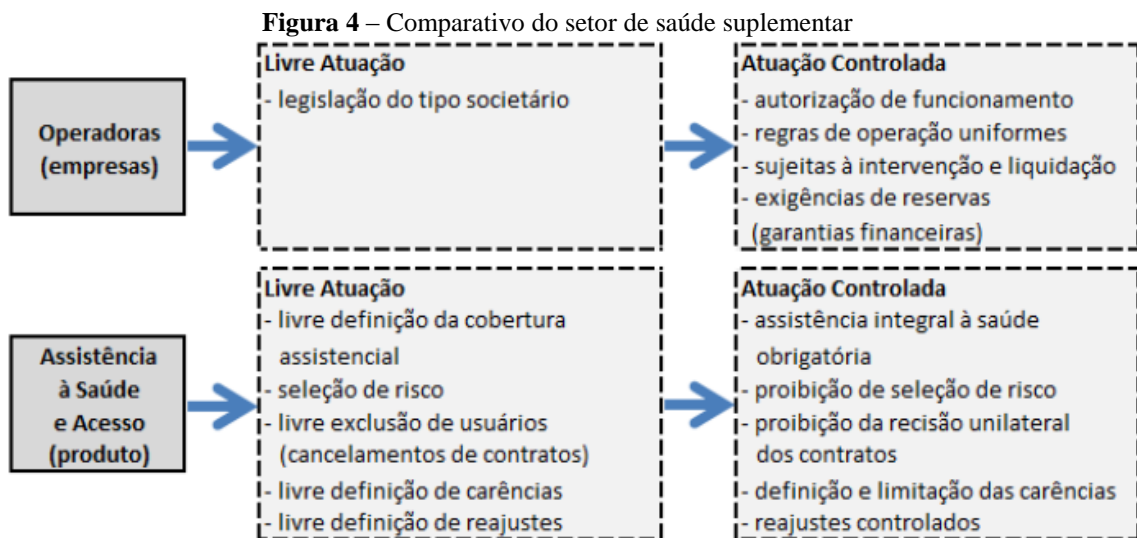 Figura 4 – Comparativo do setor de saúde suplementar
Operadoras
(empresas)
Livre Atuação
- legislação do tipo societário
Atuação Controlada
- autorização de funcionamento
- regras de operação uniformes
- sujeitas à intervenção e liquidação
- exigências de reservas
(garantias financeiras)
Assistência
à Saúde
e Acesso
(produto)
Livre Atuação
- livre definição da cobertura
assistencial
- seleção de risco
- livre exclusão de usuários
(cancelamentos de contratos)
- livre definição de carências
- livre definição de reajustes
Atuação Controlada
- assistência integral à saúde
obrigatória
- proibição de seleção de risco
- proibição da recisão unilateral
dos contratos
- definição e limitação das carências
- reajustes controlados